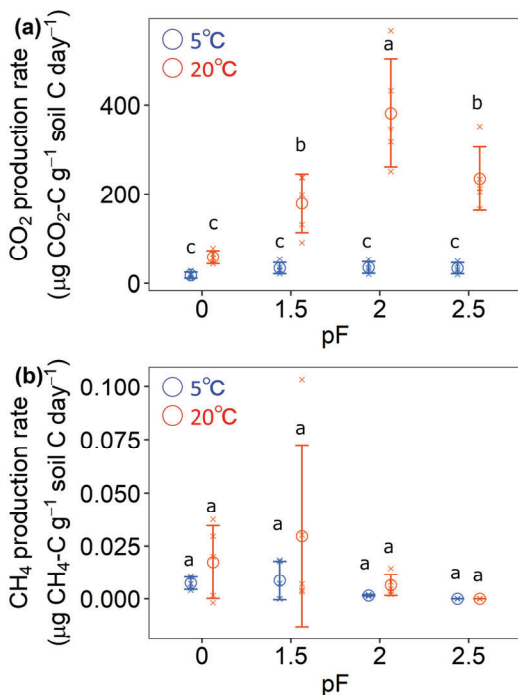 (a)
5°C
20°C
CO₂ production rate
(µg CO₂-C g⁻¹ soil C day⁻¹)
400
200
0
a
b
b
c
c
c
c
c
0
1.5
2
2.5
pF
(b)
5°C
20°C
CH₄ production rate
(µg CH₄-C g⁻¹ soil C day⁻¹)
0.100
0.075
0.050
0.025
0.000
a
a
a
a
a
a
a
a
0
1.5
2
2.5
pF